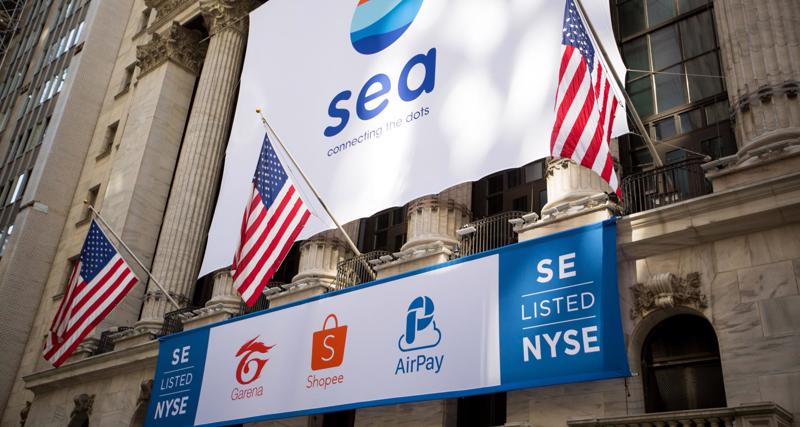 sea
connecting the dots
SE
LISTED
NYSE
Garena
S
Shopee
P
AirPay
SE
LISTED
NYSE